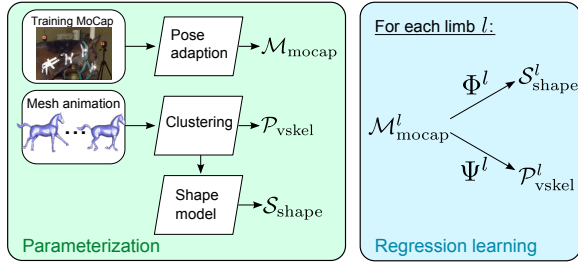 Training MoCap
Pose
adaption
ℳ_mocap
Mesh animation
...
Clustering
𝒫_vskel
Shape
model
𝒮_shape
Parameterization
For each limb l:
ℳ^l_mocap
Φ^l
𝒮^l_shape
Ψ^l
𝒫^l_vskel
Regression learning